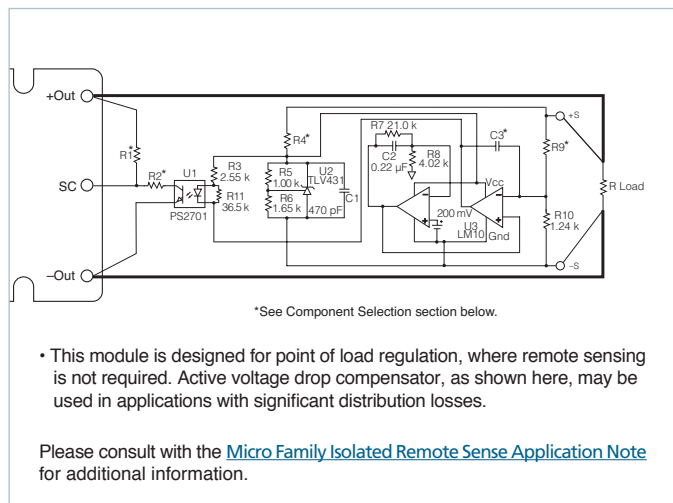 +Out
R1*
SC
R2*
U1
PS2701
R3
2.55 k
R11
36.5 k
R4*
R5
1.00 k
R6
1.65 k
U2
TLV431
470 pF
C1
R7 21.0 k
C2
0.22 µF
R8
4.02 k
C3*
Vcc
200 mV
U3
LM10
Gnd
+S
R9*
R Load
R10
1.24 k
–S
–Out
*See Component Selection section below.
• This module is designed for point of load regulation, where remote sensing
is not required. Active voltage drop compensator, as shown here, may be
used in applications with significant distribution losses.
Please consult with the Micro Family Isolated Remote Sense Application Note
for additional information.